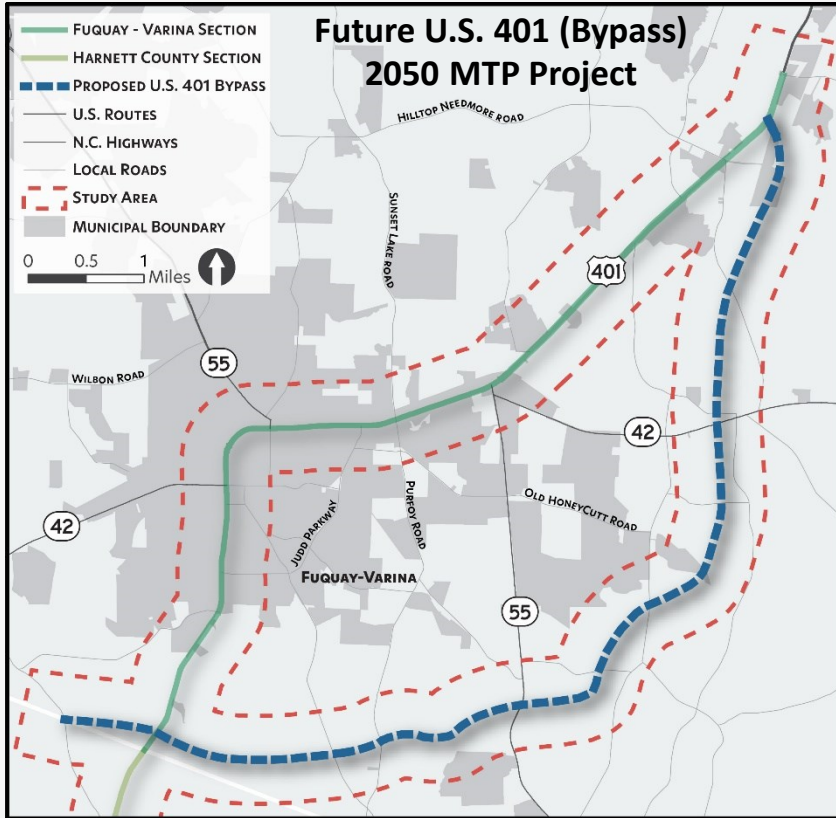 Future U.S. 401 (Bypass)
2050 MTP Project
Fuquay - Varina Section
Harnett County Section
Proposed U.S. 401 Bypass
U.S. Routes
N.C. Highways
Local Roads
Study Area
Municipal Boundary
0 0.5 1
Miles
Hilltop Needmore Road
Sunset Lake Road
401
55
Wilbon Road
42
42
Old HoneyCutt Road
Purfoy Road
Judd Parkway
Fuquay-Varina
55